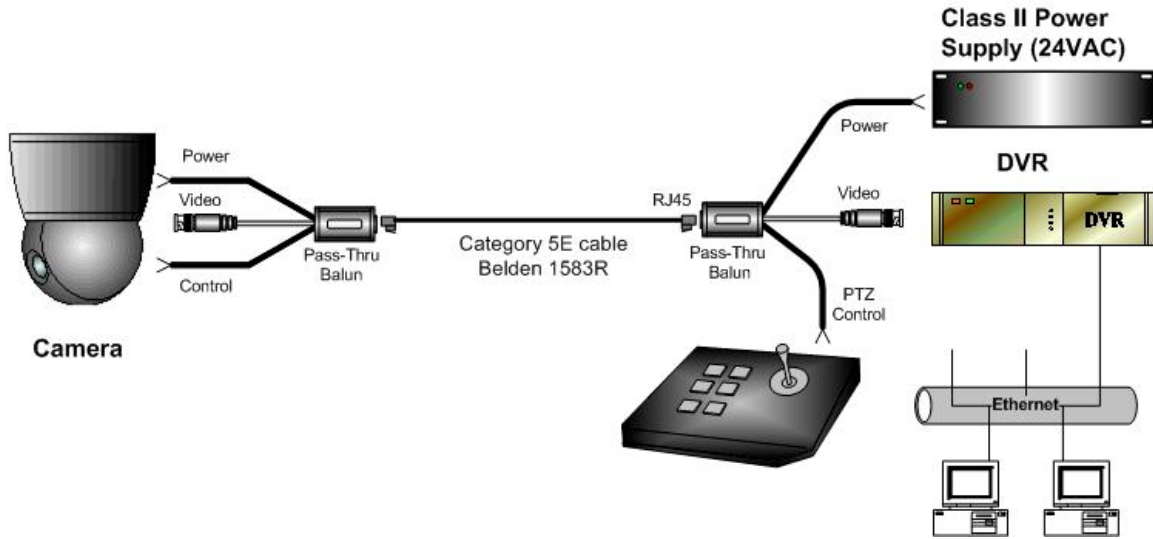 Class II Power
Supply (24VAC)
Power
Power
DVR
Video
RJ45
Video
DVR
Category 5E cable
Belden 1583R
Pass-Thru
Balun
Pass-Thru
Balun
Control
PTZ
Control
Camera
Ethernet